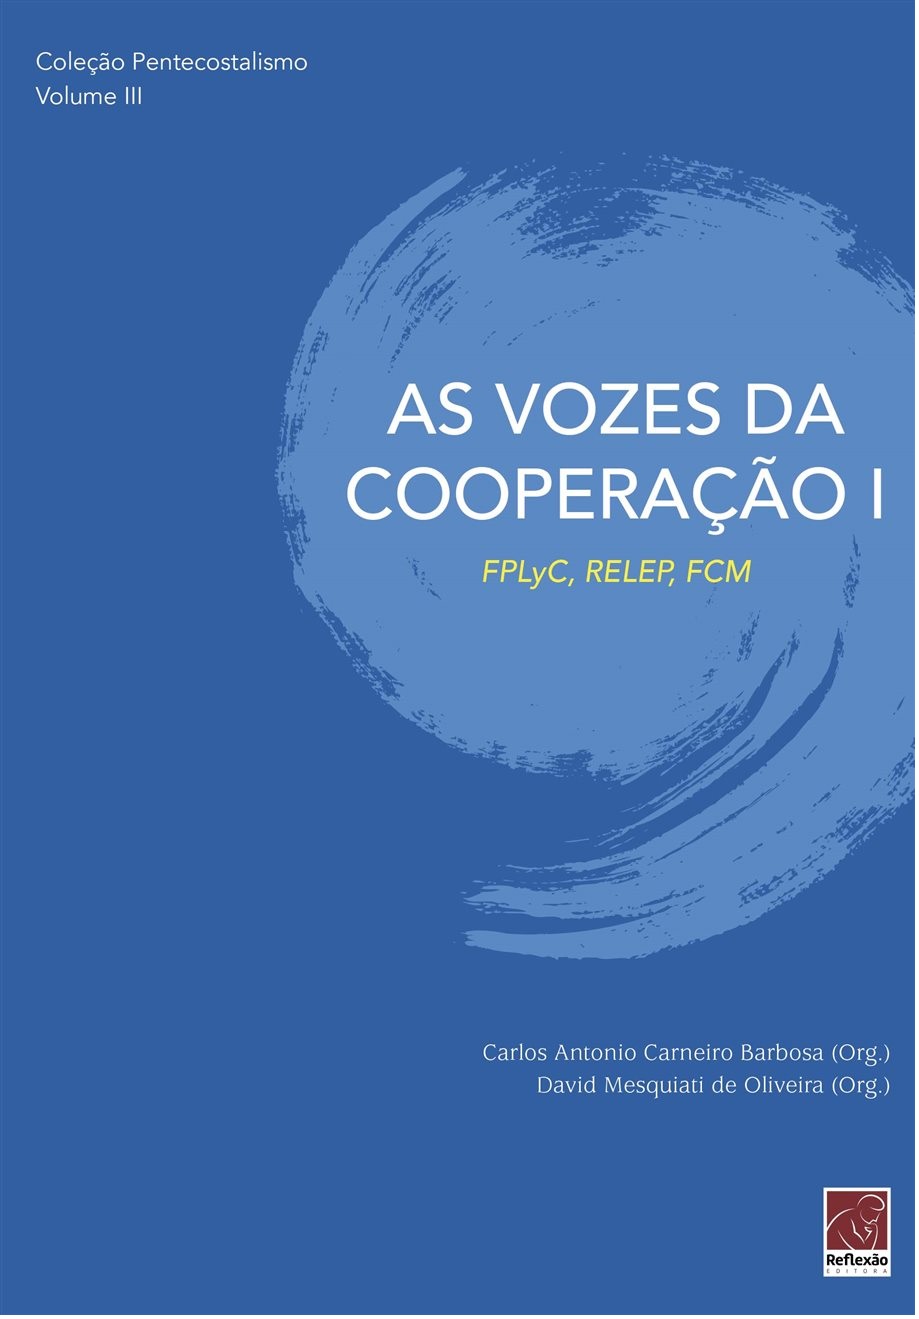 Coleção Pentecostalismo
Volume III
AS VOZES DA
COOPERAÇÃO I
FPLyC, RELEP, FCM
Carlos Antonio Carneiro Barbosa (Org.)
David Mesquiati de Oliveira (Org.)
Reflexão
EDITORA